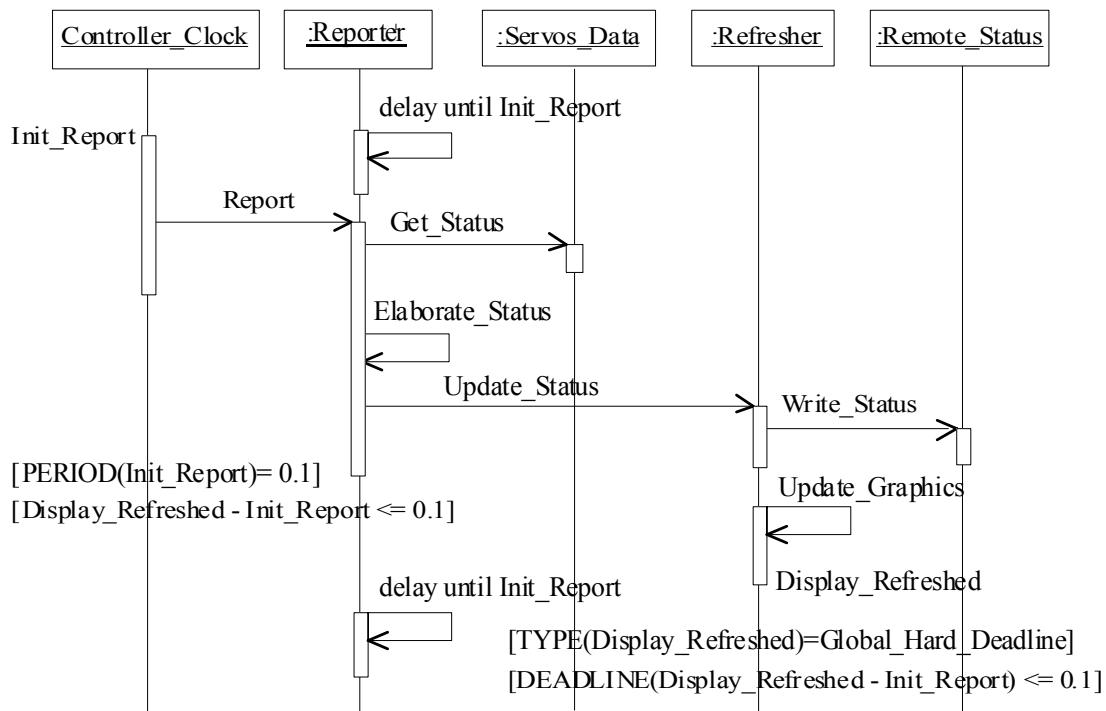 Controller_Clock
:Reporter
:Servos_Data
:Refresher
:Remote_Status
delay until Init_Report
Init_Report
Report
Get_Status
Elaborate_Status
Update_Status
Write_Status
[PERIOD(Init_Report)= 0.1]
Update_Graphics
[Display_Refreshed - Init_Report <= 0.1]
Display_Refreshed
delay until Init_Report
[TYPE(Display_Refreshed)=Global_Hard_Deadline]
[DEADLINE(Display_Refreshed - Init_Report) <= 0.1]